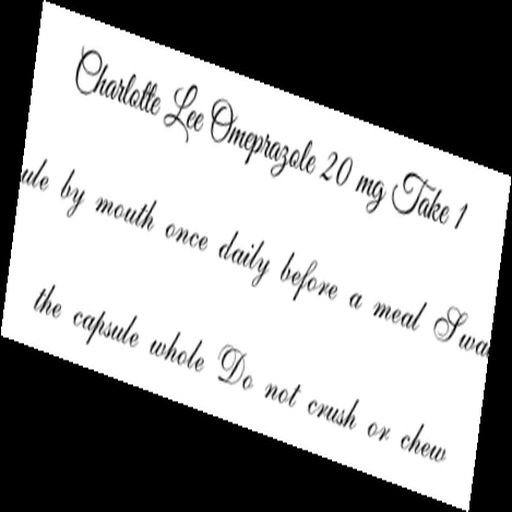 Charlotte Lee Omeprazole 20 mg Take 1
by mouth once daily before a meal
the capsule whole Do not crush or chew